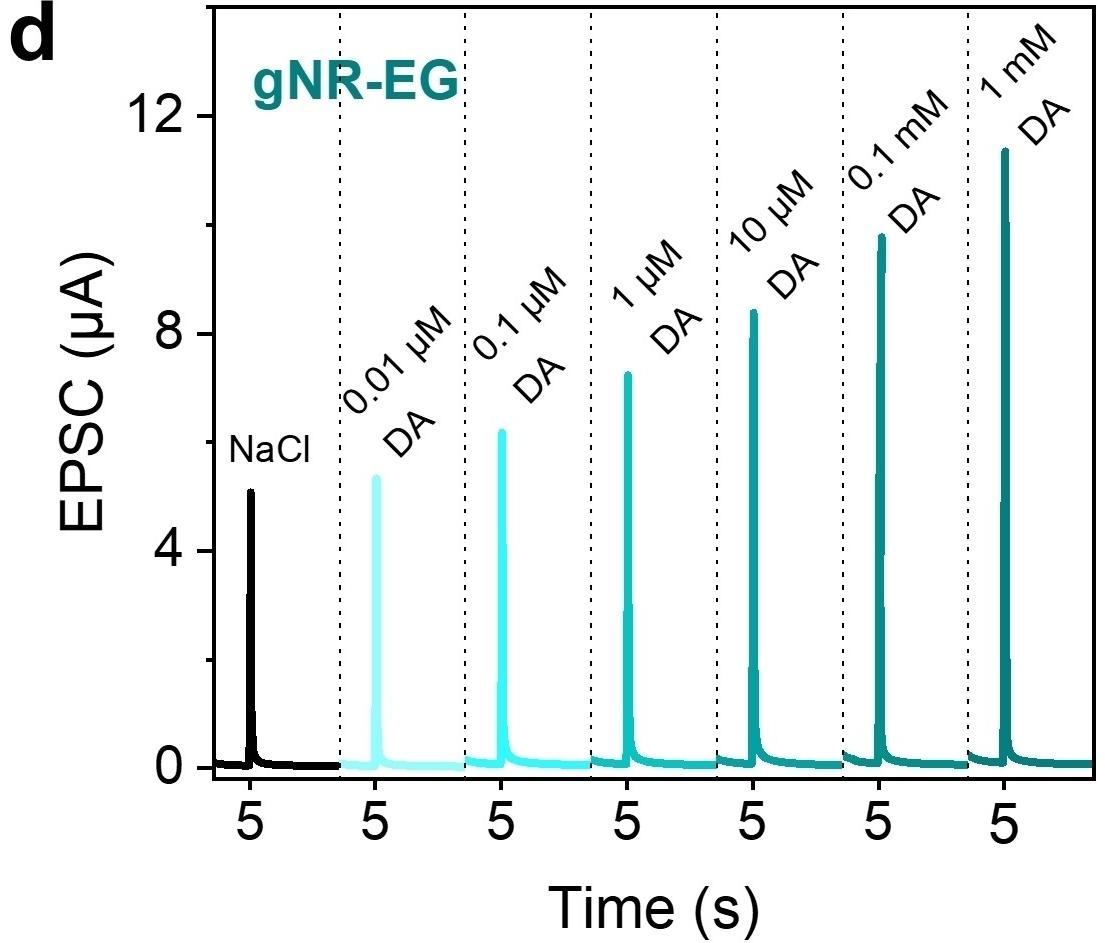 d
gNR-EG
12
8
4
0
EPSC (µA)
NaCl
0.01 µM
DA
0.1 µM
DA
1 µM
DA
10 µM
DA
0.1 mM
DA
1 mM
DA
5 5 5 5 5 5 5
Time (s)